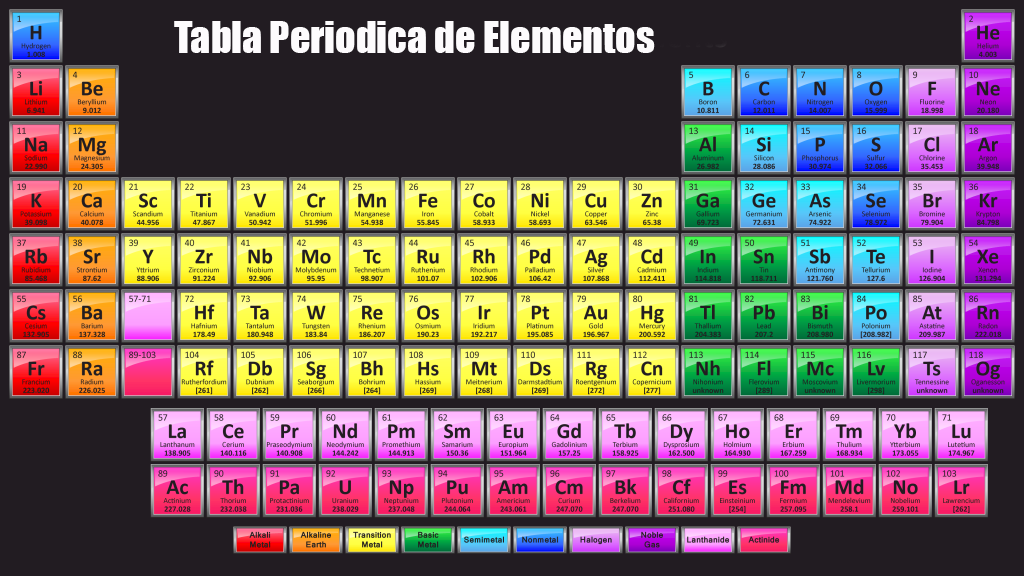 Tabla Periodica de Elementos
1 2
H He
Hydrogen Helium
1.008 4.003
3 4 5 6 7 8 9 10
Li Be B C N O F Ne
Lithium Beryllium Boron Carbon Nitrogen Oxygen Fluorine Neon
6.941 9.012 10.811 12.011 14.007 15.999 18.998 20.180
11 12 13 14 15 16 17 18
Na Mg Al Si P S Cl Ar
Sodium Magnesium Aluminum Silicon Phosphorus Sulfur Chlorine Argon
22.990 24.305 26.982 28.086 30.974 32.066 35.453 39.948
19 20 21 22 23 24 25 26 27 28 29 30 31 32 33 34 35 36
K Ca Sc Ti V Cr Mn Fe Co Ni Cu Zn Ga Ge As Se Br Kr
Potassium Calcium Scandium Titanium Vanadium Chromium Manganese Iron Cobalt Nickel Copper Zinc Gallium Germanium Arsenic Selenium Bromine Krypton
39.098 40.078 44.956 47.867 50.942 51.996 54.938 55.845 58.933 58.693 63.546 65.38 69.723 72.631 74.922 78.972 79.904
37 38 39 40 41 42 43 44 45 46 47 48 49 50 51 52 53 54
Rb Sr Y Zr Nb Mo Tc Ru Rh Pd Ag Cd In Sn Sb Te I Xe
Rubidium Strontium Yttrium Zirconium Niobium Molybdenum Technetium Ruthenium Rhodium Palladium Silver Cadmium Indium Tin Antimony Tellurium Iodine Xenon
85.468 87.62 88.906 91.224 92.906 95.95 98.907 101.07 102.906 106.42 107.868 112.411 114.818 118.711 121.760 127.6 126.904 131.294
55 56 57-71 72 73 74 75 76 77 78 79 80 81 82 83 84 85 86
Cs Ba Hf Ta W Re Os Ir Pt Au Hg Tl Pb Bi Po At Rn
Cesium Barium Hafnium Tantalum Tungsten Rhenium Osmium Iridium Platinum Gold Mercury Thallium Lead Bismuth Polonium Astatine Radon
132.905 137.328 178.49 180.948 183.84 186.207 190.23 192.217 195.085 196.967 200.592 204.383 207.2 208.980 [208.982] 209.987 222.018
87 88 89-103 104 105 106 107 108 109 110 111 112 113 114 115 116 117 118
Fr Ra Rf Db Sg Bh Hs Mt Ds Rg Cn Nh Fl Mc Lv Ts Og
Francium Radium Rutherfordium Dubnium Seaborgium Bohrium Hassium Meitnerium Darmstadtium Roentgenium Copernicium Nihonium Flerovium Moscovium Livermorium Tennessine Oganesson
223.020 226.025 [261] [262] [266] [264] [269] [268] [269] [272] [277] unknown [289] unknown [298] unknown unknown
57 58 59 60 61 62 63 64 65 66 67 68 69 70 71
La Ce Pr Nd Pm Sm Eu Gd Tb Dy Ho Er Tm Yb Lu
Lanthanum Cerium Praseodymium Neodymium Promethium Samarium Europium Gadolinium Terbium Dysprosium Holmium Erbium Thulium Ytterbium Lutetium
138.905 140.116 140.908 144.242 144.913 150.36 151.964 157.25 158.925 162.500 164.930 167.259 168.934 173.055 174.967
89 90 91 92 93 94 95 96 97 98 99 100 101 102 103
Ac Th Pa U Np Pu Am Cm Bk Cf Es Fm Md No Lr
Actinium Thorium Protactinium Uranium Neptunium Plutonium Americium Curium Berkelium Californium Einsteinium Fermium Mendelevium Nobelium Lawrencium
227.028 232.038 231.036 238.029 237.048 244.064 243.061 247.070 247.070 251.080 [254] 257.095 258.1 259.101 [262]
Alkali Alkaline Transition Basic Semimetal Nonmetal Halogen Noble Lanthanide Actinide
Metal Earth Metal Metal Gas